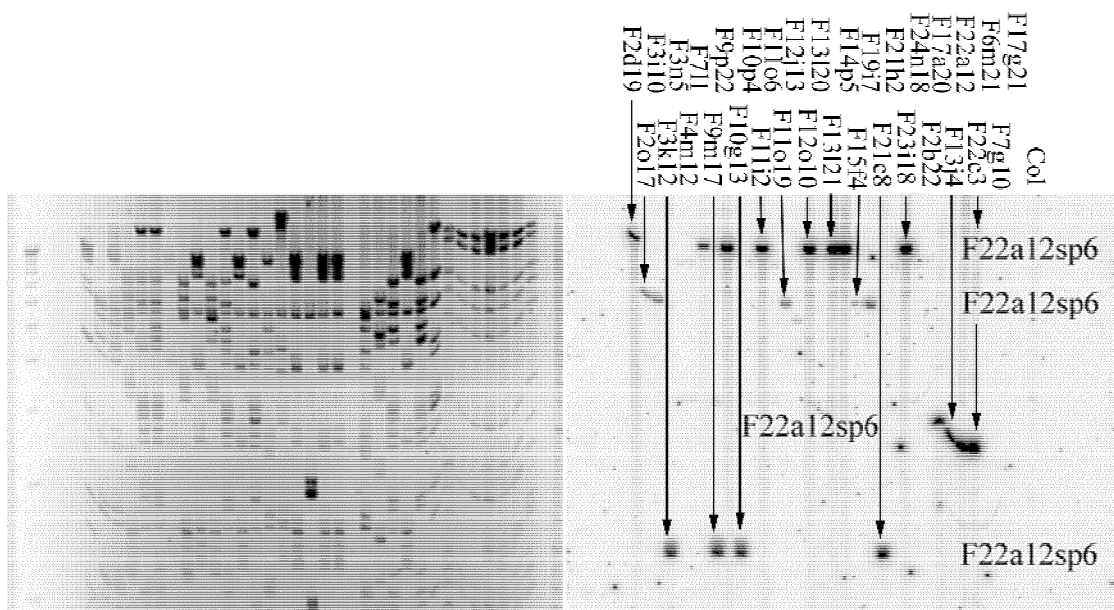 F2d19
F3i10
F3n5
F7l1
F9p22
F10p4
F11o6
F12j13
F13l20
F14p5
F19i7
F21h2
F24n18
F17a20
F22a12
F6m21
F17g21
F2o17
F3k12
F4m12
F9m17
F10g13
F11i2
F11o19
F12o10
F13l21
F15f4
F21c8
F23i18
F2b22
F13j4
F22c3
F7g10
Col
F22a12sp6
F22a12sp6
F22a12sp6
F22a12sp6